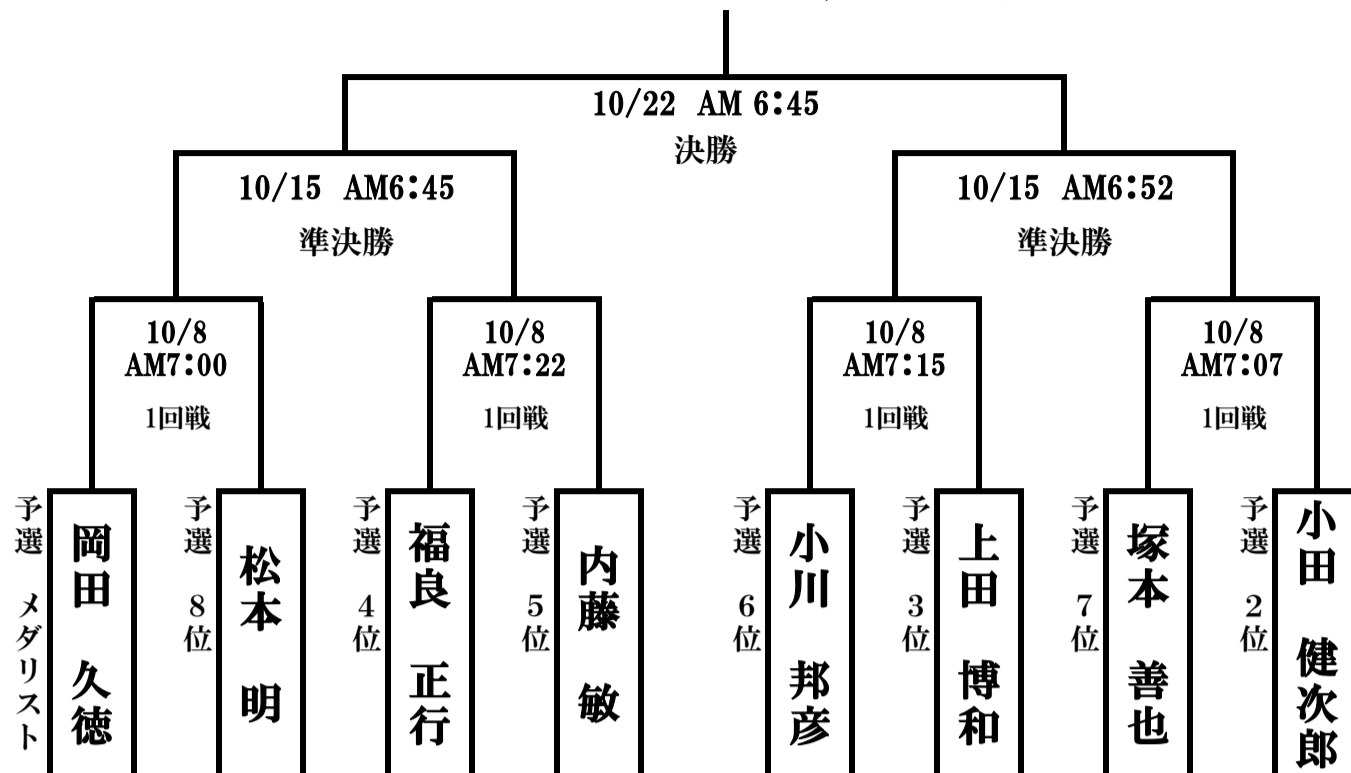 10/22 AM 6:45
決勝
10/15 AM6:45
準決勝
10/15 AM6:52
準決勝
10/8
AM7:00
1回戦
10/8
AM7:22
1回戦
10/8
AM7:15
1回戦
10/8
AM7:07
1回戦
予選 メダリスト
岡田 久徳
予選 8位
松本 明
予選 4位
福良 正行
予選 5位
内藤 敏
予選 6位
小川 邦彦
予選 3位
上田 博和
予選 7位
塚本 善也
予選 2位
小田 健次郎